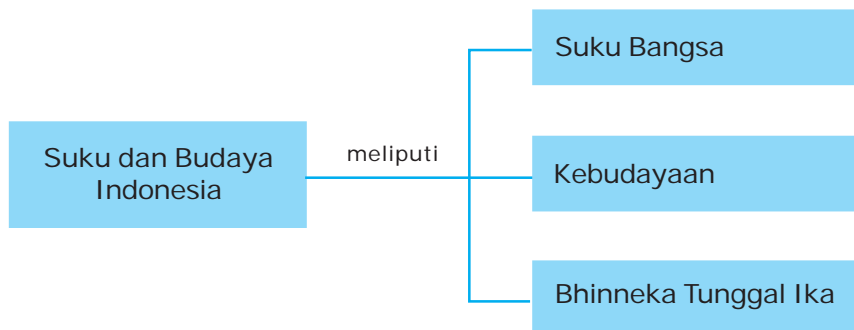 Suku dan Budaya
Indonesia
meliputi
Suku Bangsa
Kebudayaan
Bhinneka Tunggal Ika